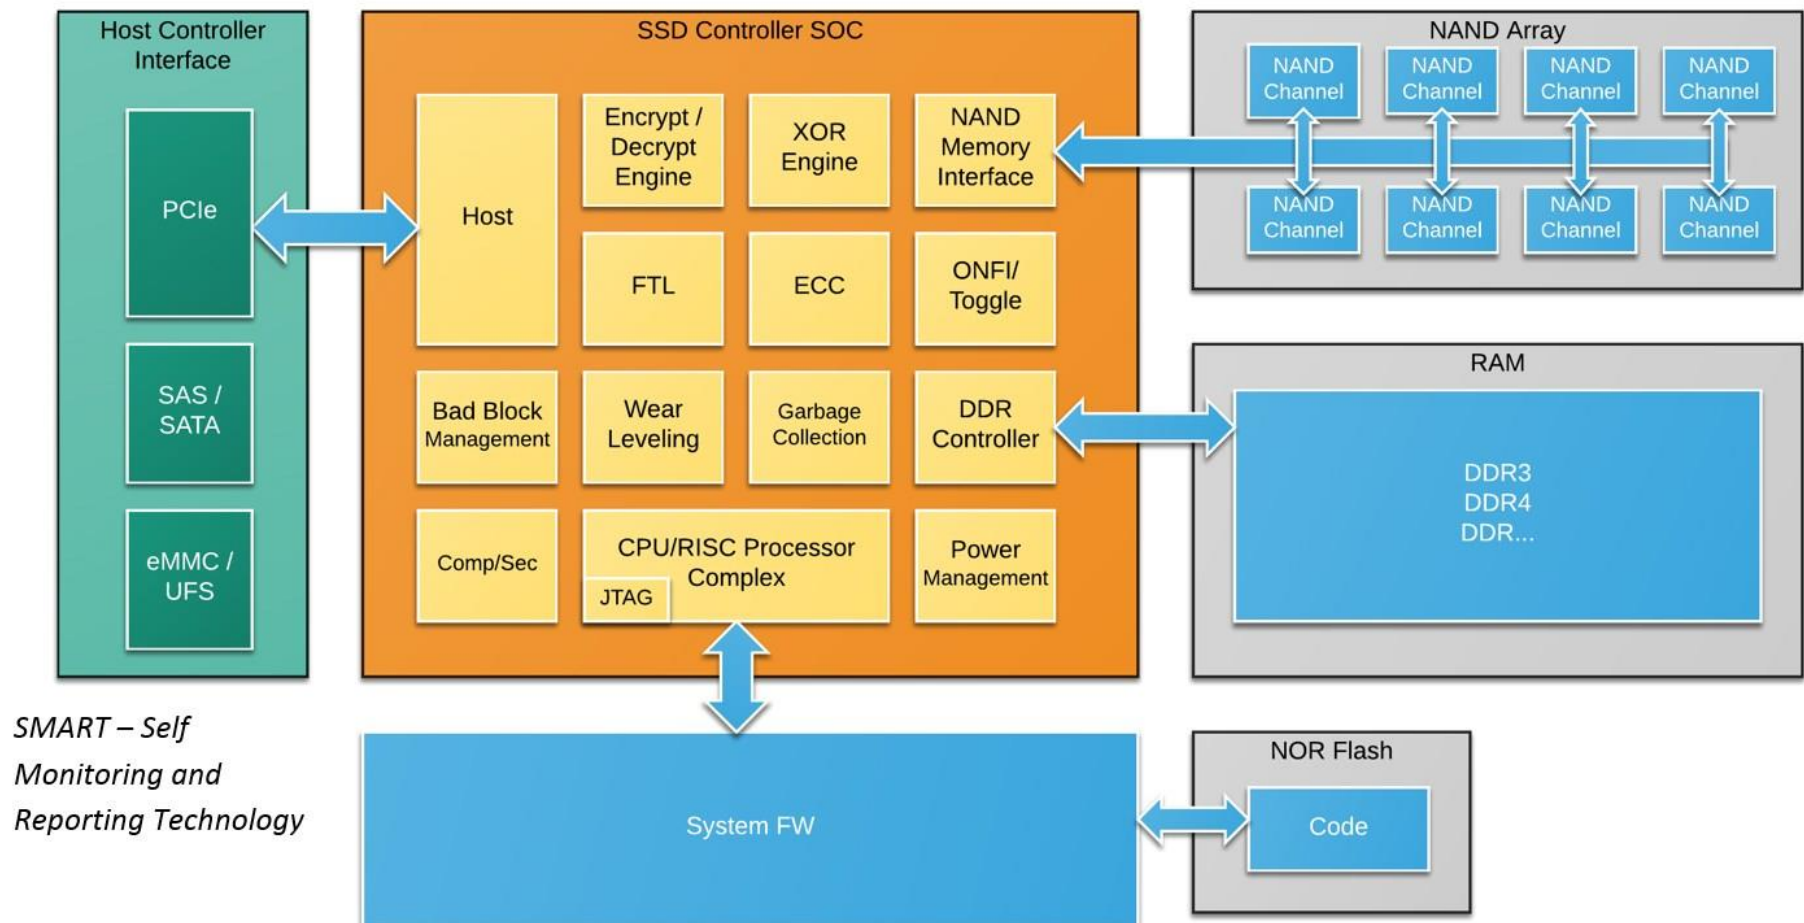 Host Controller
Interface
PCIe
SAS /
SATA
eMMC /
UFS
SSD Controller SOC
Host
Encrypt /
Decrypt
Engine
XOR
Engine
NAND
Memory
Interface
FTL
ECC
ONFI/
Toggle
Bad Block
Management
Wear
Leveling
Garbage
Collection
DDR
Controller
Comp/Sec
CPU/RISC Processor
Complex
JTAG
Power
Management
NAND Array
NAND
Channel
NAND
Channel
NAND
Channel
NAND
Channel
NAND
Channel
NAND
Channel
NAND
Channel
NAND
Channel
RAM
DDR3
DDR4
DDR...
SMART – Self
Monitoring and
Reporting Technology
System FW
NOR Flash
Code